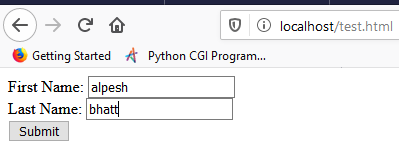 localhost/test.html
Getting Started Python CGI Program...
First Name: alpesh
Last Name: bhatt
Submit